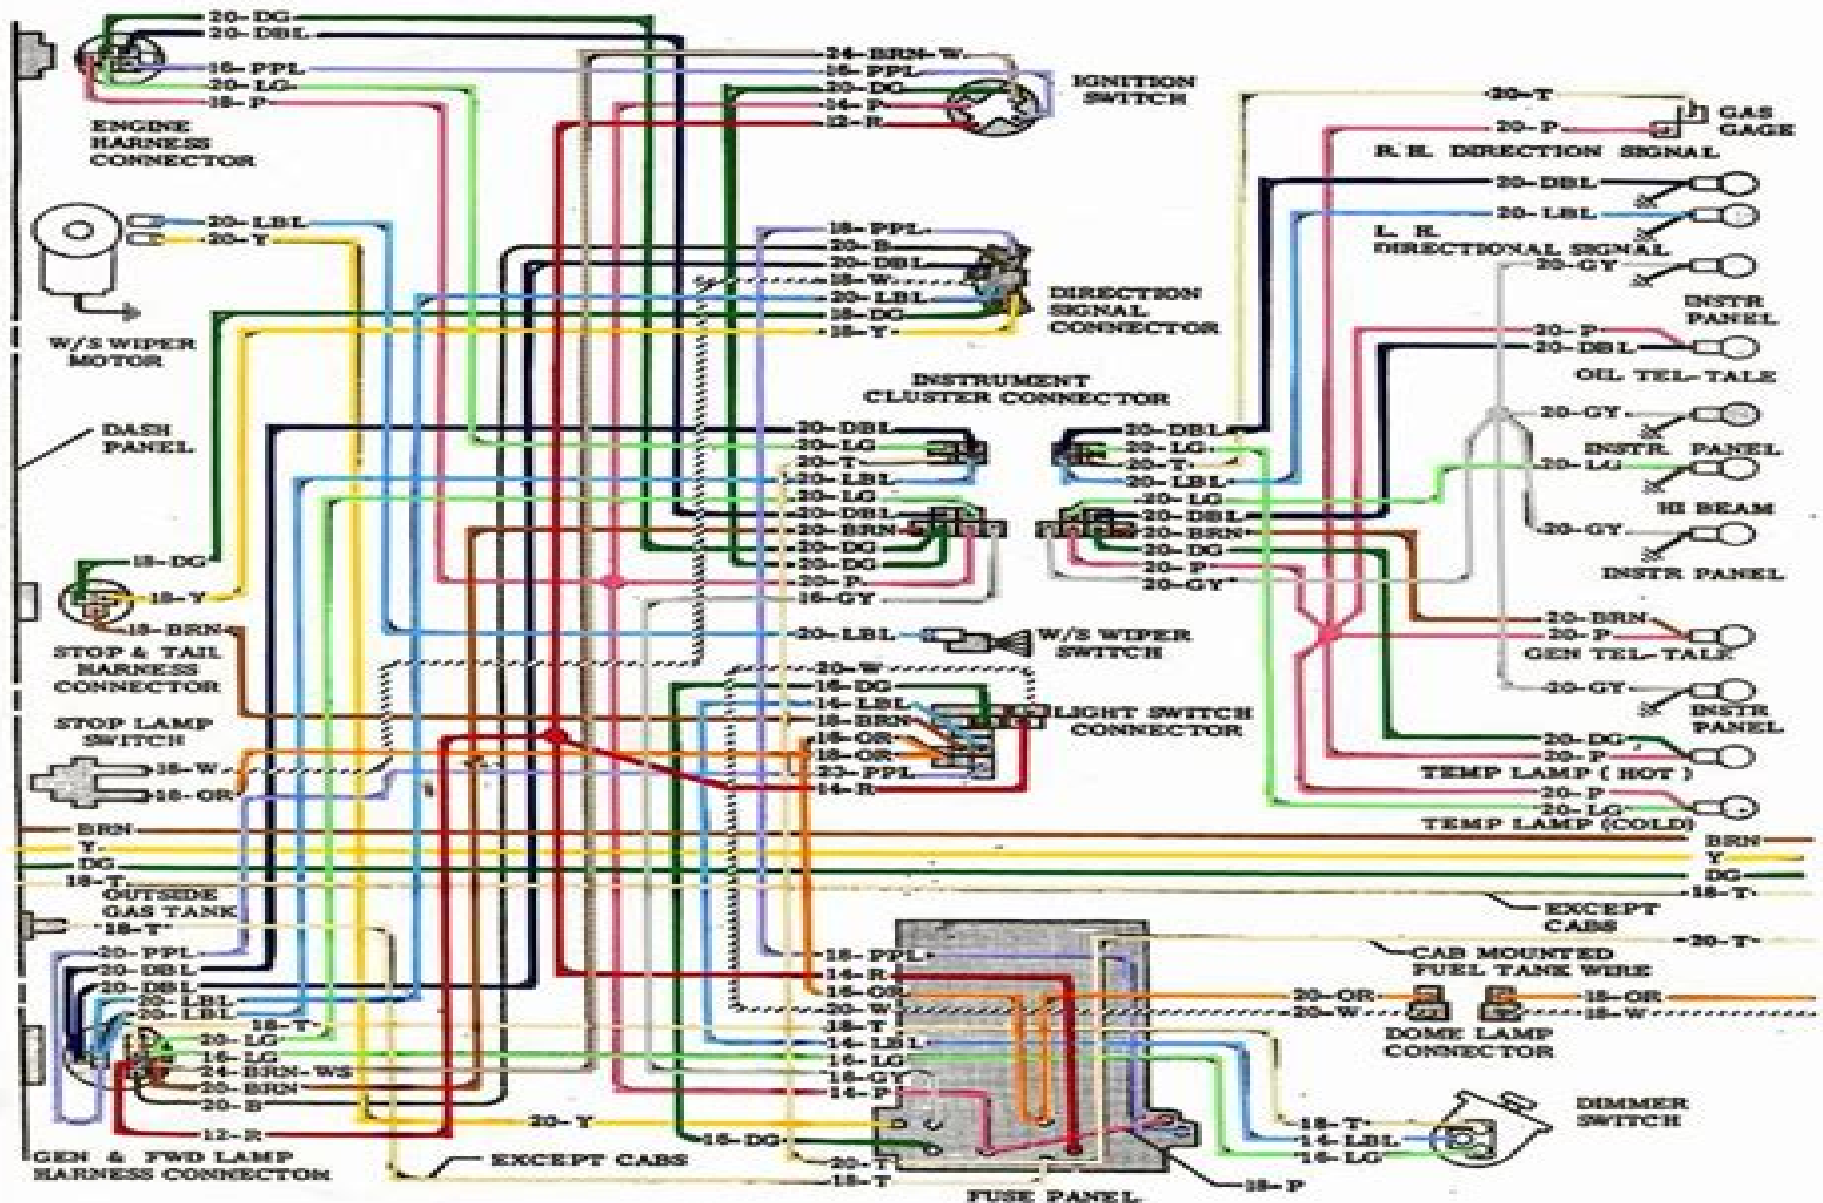 20-DG
20-DBL
16-PPL
20-LG
18-P
ENGINE
HARNESS
CONNECTOR
24-BRN-W
16-PPL
20-DG
14-P
12-R
IGNITION
SWITCH
20-T
GAS
GAGE
20-P
R. H. DIRECTION SIGNAL
20-DBL
20-LBL
L. H.
DIRECTIONAL SIGNAL
20-GY
INSTR
PANEL
20-P
20-DBL
OIL TEL-TALE
20-GY
INSTR. PANEL
20-LG
HI BEAM
20-GY
INSTR PANEL
20-BRN
20-P
GEN TEL-TALE
20-GY
INSTR
PANEL
20-DG
20-P
TEMP LAMP (HOT)
20-P
20-LG
TEMP LAMP (COLD)
20-LBL
20-Y
W/S WIPER
MOTOR
DASH
PANEL
18-PPL
20-B
20-DBL
18-W
20-LBL
18-DG
18-Y
DIRECTION
SIGNAL
CONNECTOR
INSTRUMENT
CLUSTER CONNECTOR
20-DBL
20-LG
20-T
20-LBL
20-LG
20-DBL
20-BRN
20-DG
20-DG
20-P
16-GY
20-DBL
20-LG
20-T
20-LBL
20-LG
20-DBL
20-BRN
20-DG
20-P
20-GY
18-DG
18-Y
18-BRN
STOP & TAIL
HARNESS
CONNECTOR
20-LBL
W/S WIPER
SWITCH
20-W
16-DG
14-LBL
18-BRN
16-OR
18-OR
PPL
14-R
LIGHT SWITCH
CONNECTOR
STOP LAMP
SWITCH
18-W
18-OR
BRN
Y
DG
18-T
BRN
Y
DG
18-T
OUTSIDE
GAS TANK
18-T
EXCEPT
CABS
CAB MOUNTED
FUEL TANK WIRE
20-T
20-PPL
20-DBL
20-DBL
20-LBL
20-LBL
18-T
20-LG
16-LG
24-BRN-WS
20-BRN
20-B
12-R
GEN & FWD LAMP
HARNESS CONNECTOR
20-Y
16-DG
EXCEPT CABS
18-PPL
14-R
16-OR
20-W
18-T
14-LBL
16-LG
16-GY
14-P
20-T
18-T
FUSE PANEL
18-P
20-OR
20-W
18-OR
18-W
DOME LAMP
CONNECTOR
18-T
14-LBL
16-LG
DIMMER
SWITCH